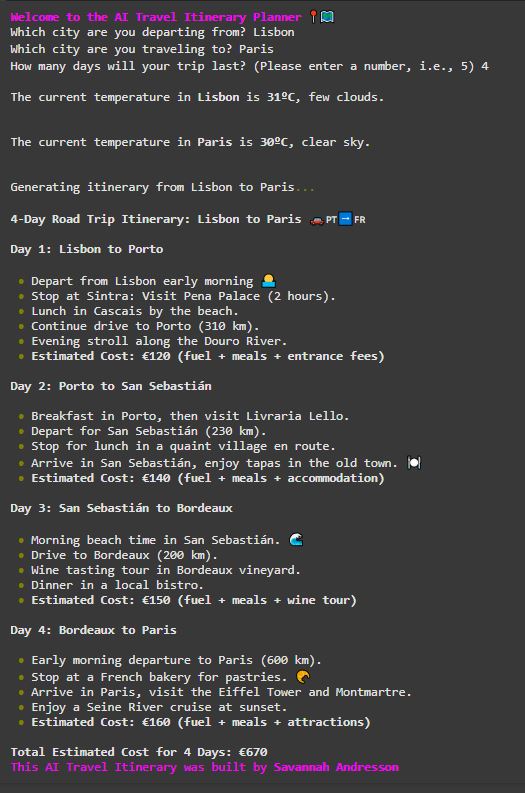 Welcome to the AI Travel Itinerary Planner 📍🗺️
Which city are you departing from? Lisbon
Which city are you traveling to? Paris
How many days will your trip last? (Please enter a number, i.e., 5) 4
The current temperature in Lisbon is 31ºC, few clouds.
The current temperature in Paris is 30ºC, clear sky.
Generating itinerary from Lisbon to Paris...
4-Day Road Trip Itinerary: Lisbon to Paris 🚗 PT➡️FR
Day 1: Lisbon to Porto
• Depart from Lisbon early morning 🌅
• Stop at Sintra: Visit Pena Palace (2 hours).
• Lunch in Cascais by the beach.
• Continue drive to Porto (310 km).
• Evening stroll along the Douro River.
• Estimated Cost: €120 (fuel + meals + entrance fees)
Day 2: Porto to San Sebastián
• Breakfast in Porto, then visit Livraria Lello.
• Depart for San Sebastián (230 km).
• Stop for lunch in a quaint village en route.
• Arrive in San Sebastián, enjoy tapas in the old town. 🍽️
• Estimated Cost: €140 (fuel + meals + accommodation)
Day 3: San Sebastián to Bordeaux
• Morning beach time in San Sebastián. 🌊
• Drive to Bordeaux (200 km).
• Wine tasting tour in Bordeaux vineyard.
• Dinner in a local bistro.
• Estimated Cost: €150 (fuel + meals + wine tour)
Day 4: Bordeaux to Paris
• Early morning departure to Paris (600 km).
• Stop at a French bakery for pastries. 🥐
• Arrive in Paris, visit the Eiffel Tower and Montmartre.
• Enjoy a Seine River cruise at sunset.
• Estimated Cost: €160 (fuel + meals + attractions)
Total Estimated Cost for 4 Days: €670
This AI Travel Itinerary was built by Savannah Andresson